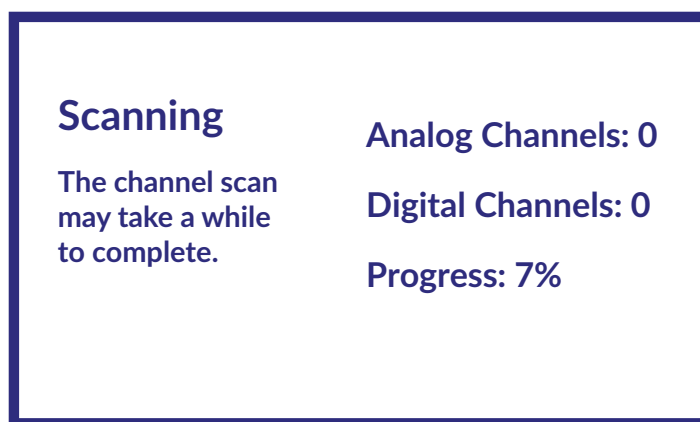 Scanning
The channel scan
may take a while
to complete.
Analog Channels: 0
Digital Channels: 0
Progress: 7%